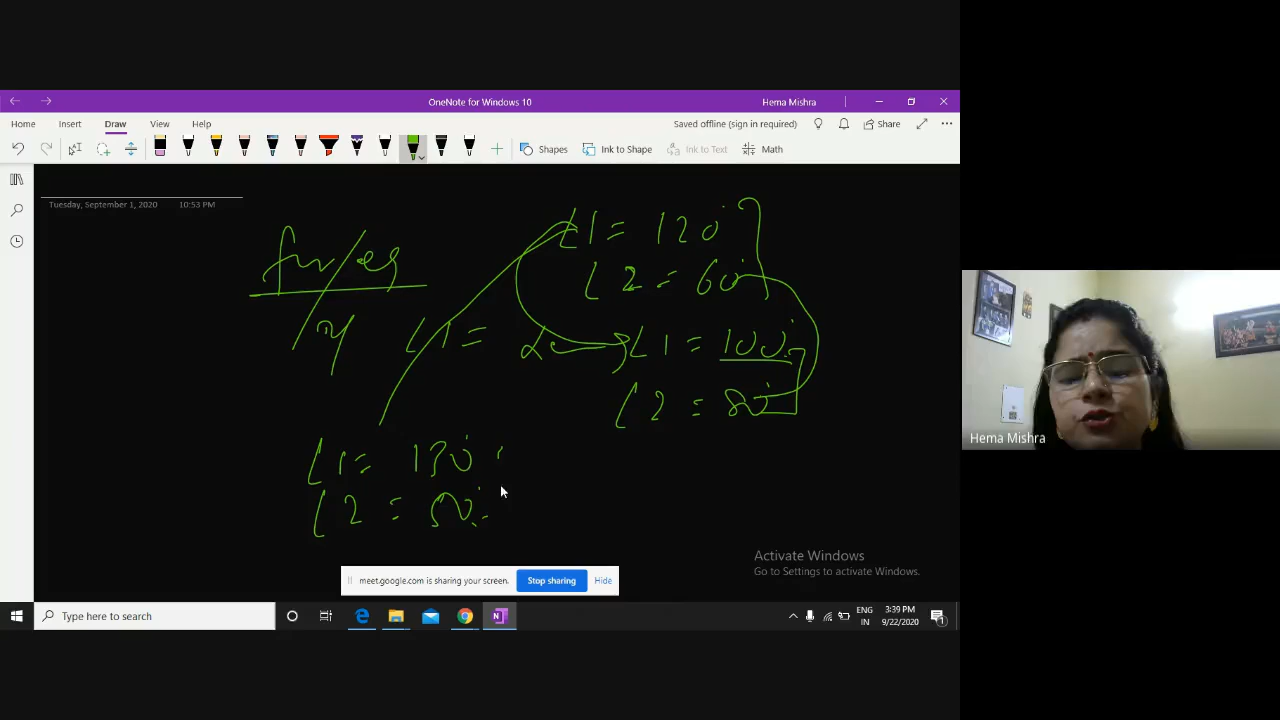 OneNote for Windows 10
Hema Mishra
Home Insert Draw View Help
Saved offline (sign in required)
Share
Shapes
Ink to Shape
Ink to Text
Math
Tuesday, September 1, 2020 10:53 PM
∠1 = 120°
∠2 = 60°
∠1 =
∠1 = 100°
∠2 = 80°
∠1 = 130°
∠2 = 50°
Hema Mishra
Activate Windows
Go to Settings to activate Windows.
meet.google.com is sharing your screen.
Stop sharing
Hide
Type here to search
ENG
IN
3:39 PM
9/22/2020